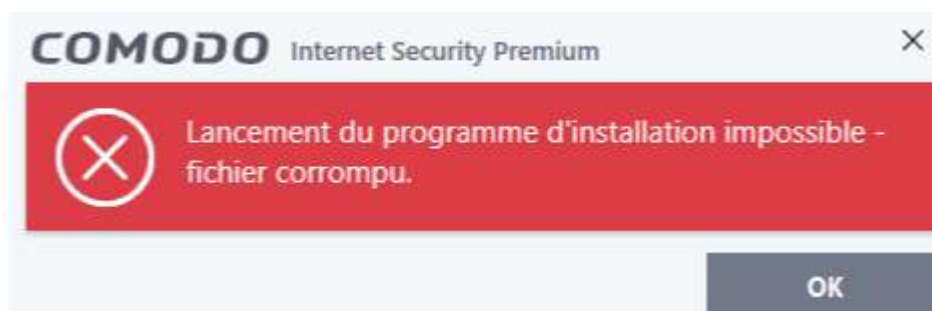 COMODO Internet Security Premium
Lancement du programme d'installation impossible -
fichier corrompu.
OK